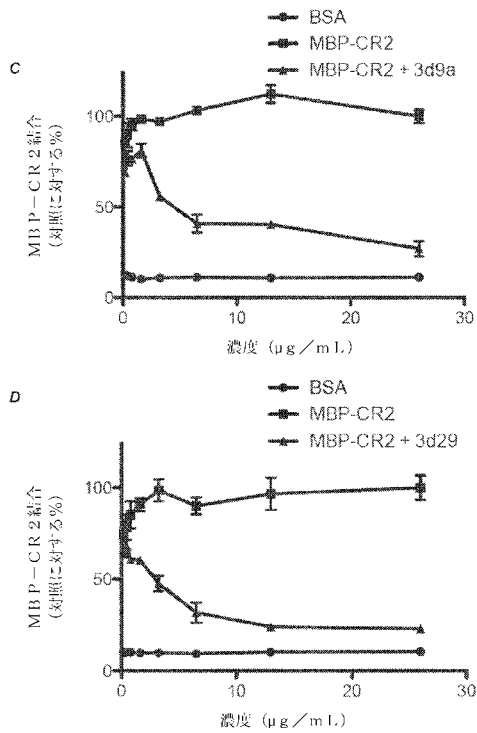 C
BSA
MBP-CR2
MBP-CR2 + 3d9a
MBP-CR2結合
(対照に対する%)
100
50
0
0
10
20
30
濃度 (μg/mL)
D
BSA
MBP-CR2
MBP-CR2 + 3d29
MBP-CR2結合
(対照に対する%)
100
50
0
0
10
20
30
濃度 (μg/mL)